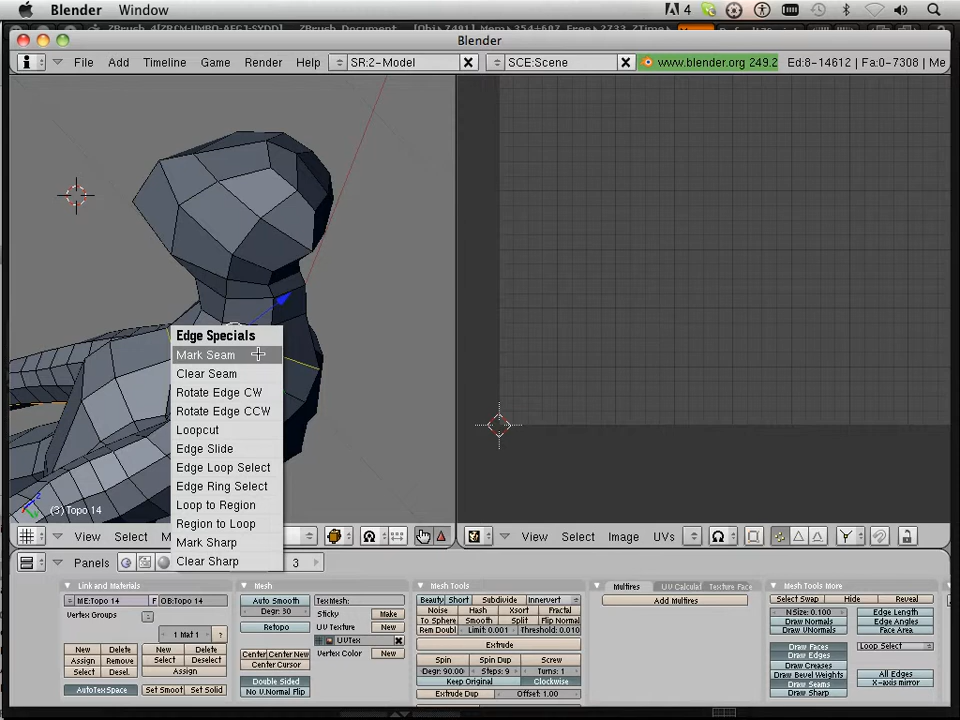 Blender Window
4
Blender
File Add Timeline Game Render Help SR:2-Model SCE:Scene www.blender.org 249.2 Ed:8-14612 | Fa:0-7308 | Me
Edge Specials
Mark Seam
Clear Seam
Rotate Edge CW
Rotate Edge CCW
Loopcut
Edge Slide
Edge Loop Select
Edge Ring Select
Loop to Region
Region to Loop
Mark Sharp
Clear Sharp
(3) Topo 14
View Select M
View Select Image UVs
Panels 3
Link and Materials
ME:Topo 14 F OB:Topo 14
Vertex Groups
1 Mat 1 ?
New Delete New Delete
Assign Remove Select Deselect
Select Desel. Assign
AutoTexSpace Set Smoot Set Solid
Mesh
Auto Smooth
Degr: 30
Retopo
Center Center New
Center Cursor
Double Sided
No V.Normal Flip
TexMesh:
Sticky Make
UV Texture New
UVTex
Vertex Color New
Mesh Tools
Beauty Short Subdivide Innervert
Noise Hash Xsort Fractal
To Sphere Smooth Split Flip Normal
Rem Doubl Limit: 0.001 Threshold: 0.010
Extrude
Spin Spin Dup Screw
Degr: 90.00 Steps: 9 Turns: 1
Keep Original Clockwise
Extrude Dup Offset: 1.00
Multires UV Calculat Texture Face
Add Multires
Mesh Tools More
Select Swap Hide Reveal
NSize: 0.100
Draw Normals
Draw VNormals
Edge Length
Edge Angles
Face Area
Draw Faces
Draw Edges
Draw Creases
Draw Bevel Weights
Draw Seams
Draw Sharp
Loop Select
All Edges
X-axis mirror